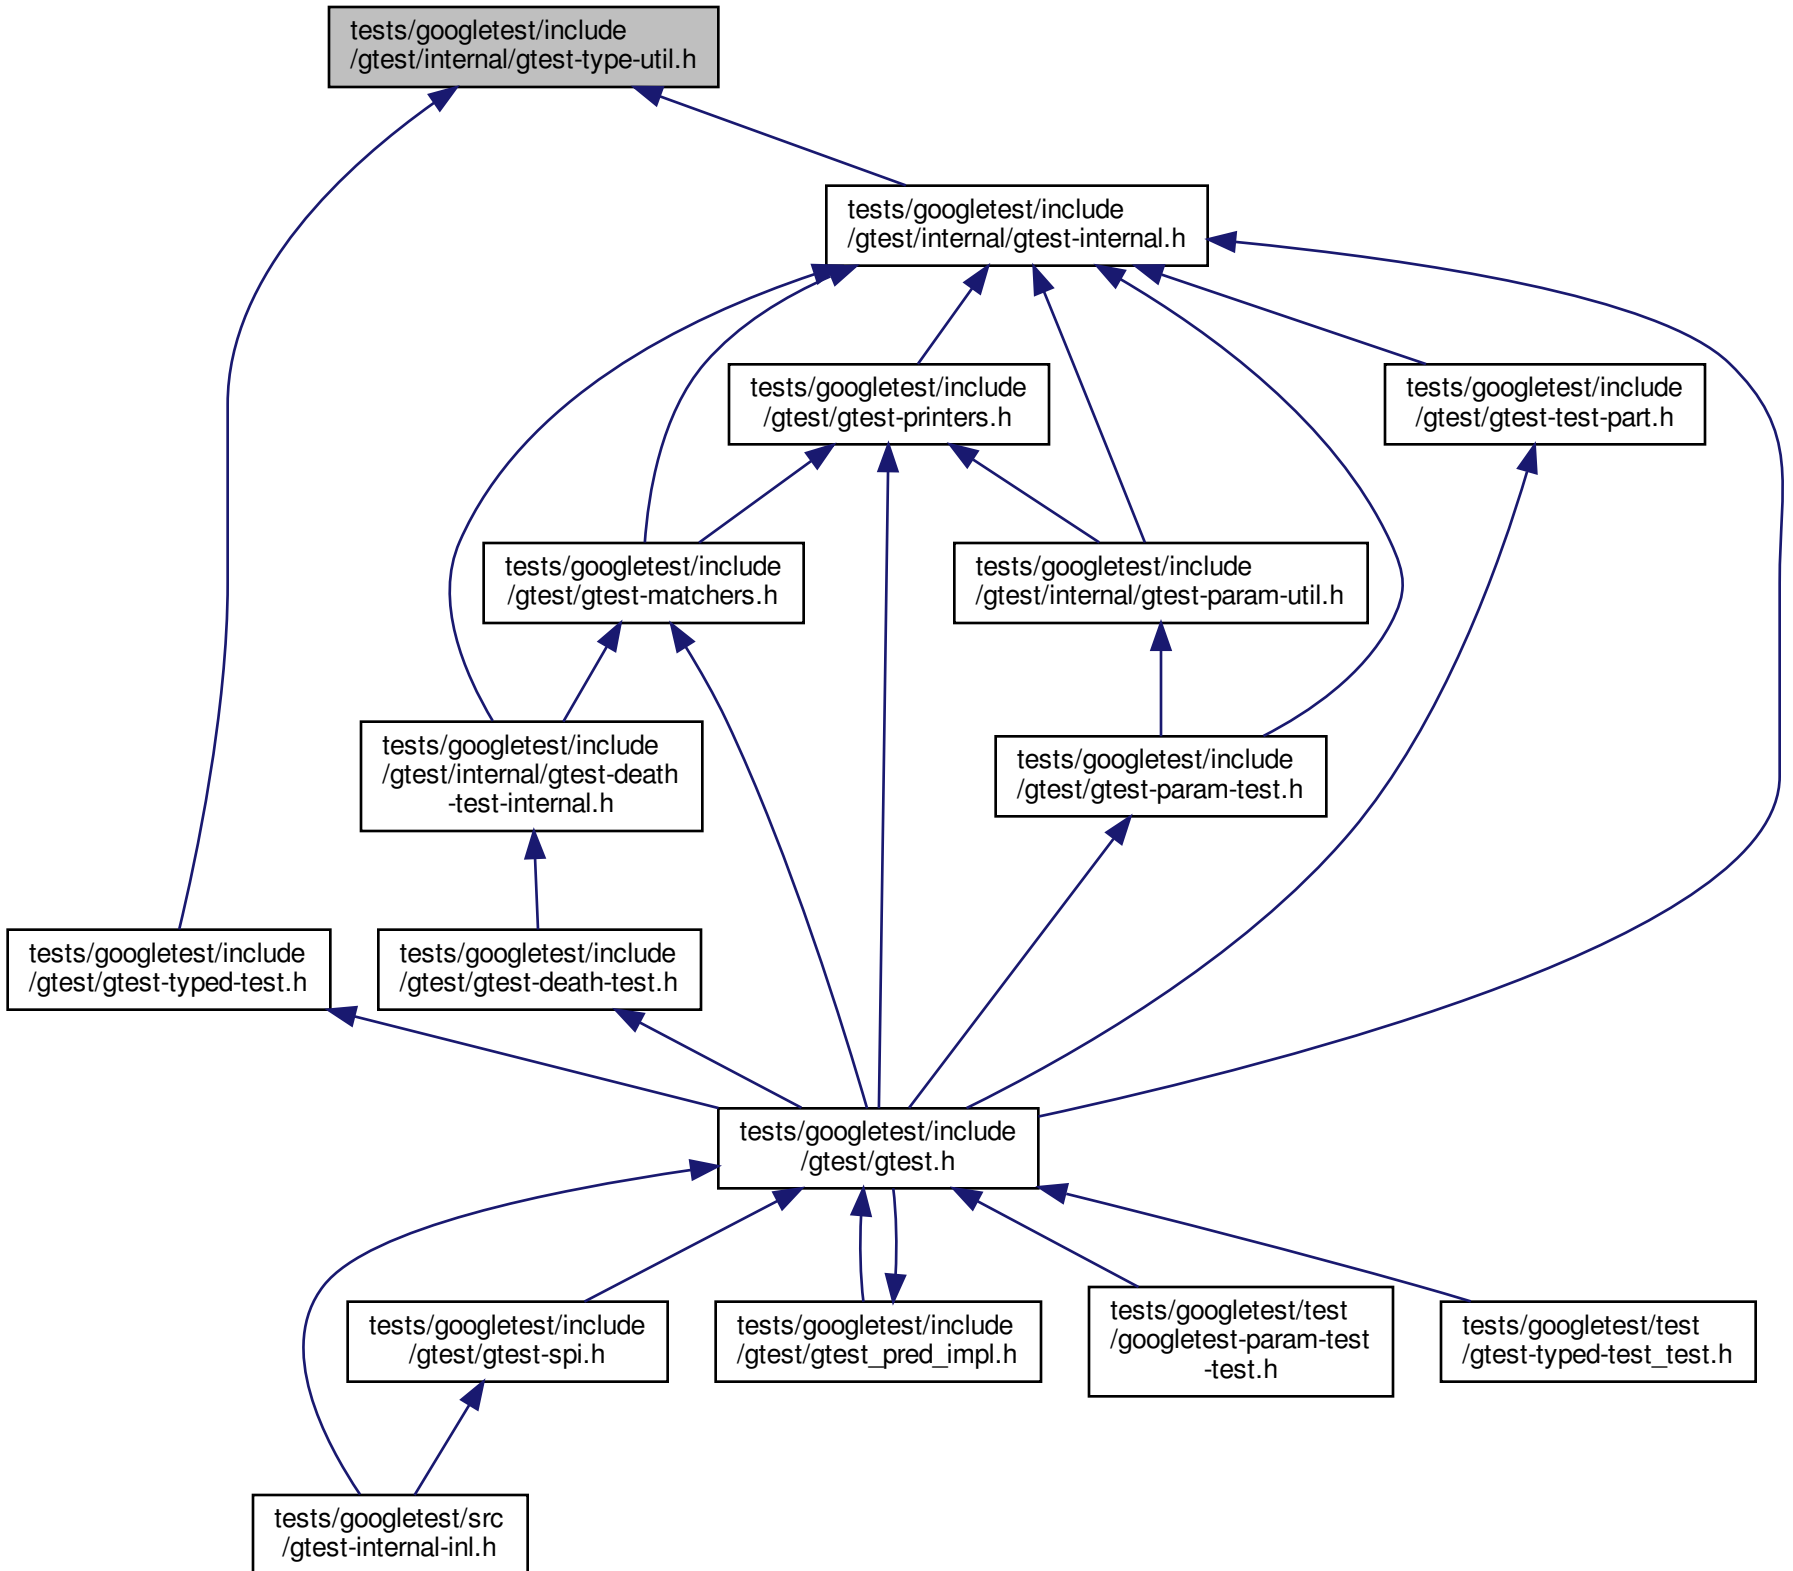 tests/googletest/include
/gtest/internal/gtest-type-util.h
tests/googletest/include
/gtest/internal/gtest-internal.h
tests/googletest/include
/gtest/gtest-printers.h
tests/googletest/include
/gtest/gtest-test-part.h
tests/googletest/include
/gtest/gtest-matchers.h
tests/googletest/include
/gtest/internal/gtest-param-util.h
tests/googletest/include
/gtest/internal/gtest-death
-test-internal.h
tests/googletest/include
/gtest/gtest-param-test.h
tests/googletest/include
/gtest/gtest-typed-test.h
tests/googletest/include
/gtest/gtest-death-test.h
tests/googletest/include
/gtest/gtest.h
tests/googletest/include
/gtest/gtest-spi.h
tests/googletest/include
/gtest/gtest_pred_impl.h
tests/googletest/test
/googletest-param-test
-test.h
tests/googletest/test
/gtest-typed-test_test.h
tests/googletest/src
/gtest-internal-inl.h